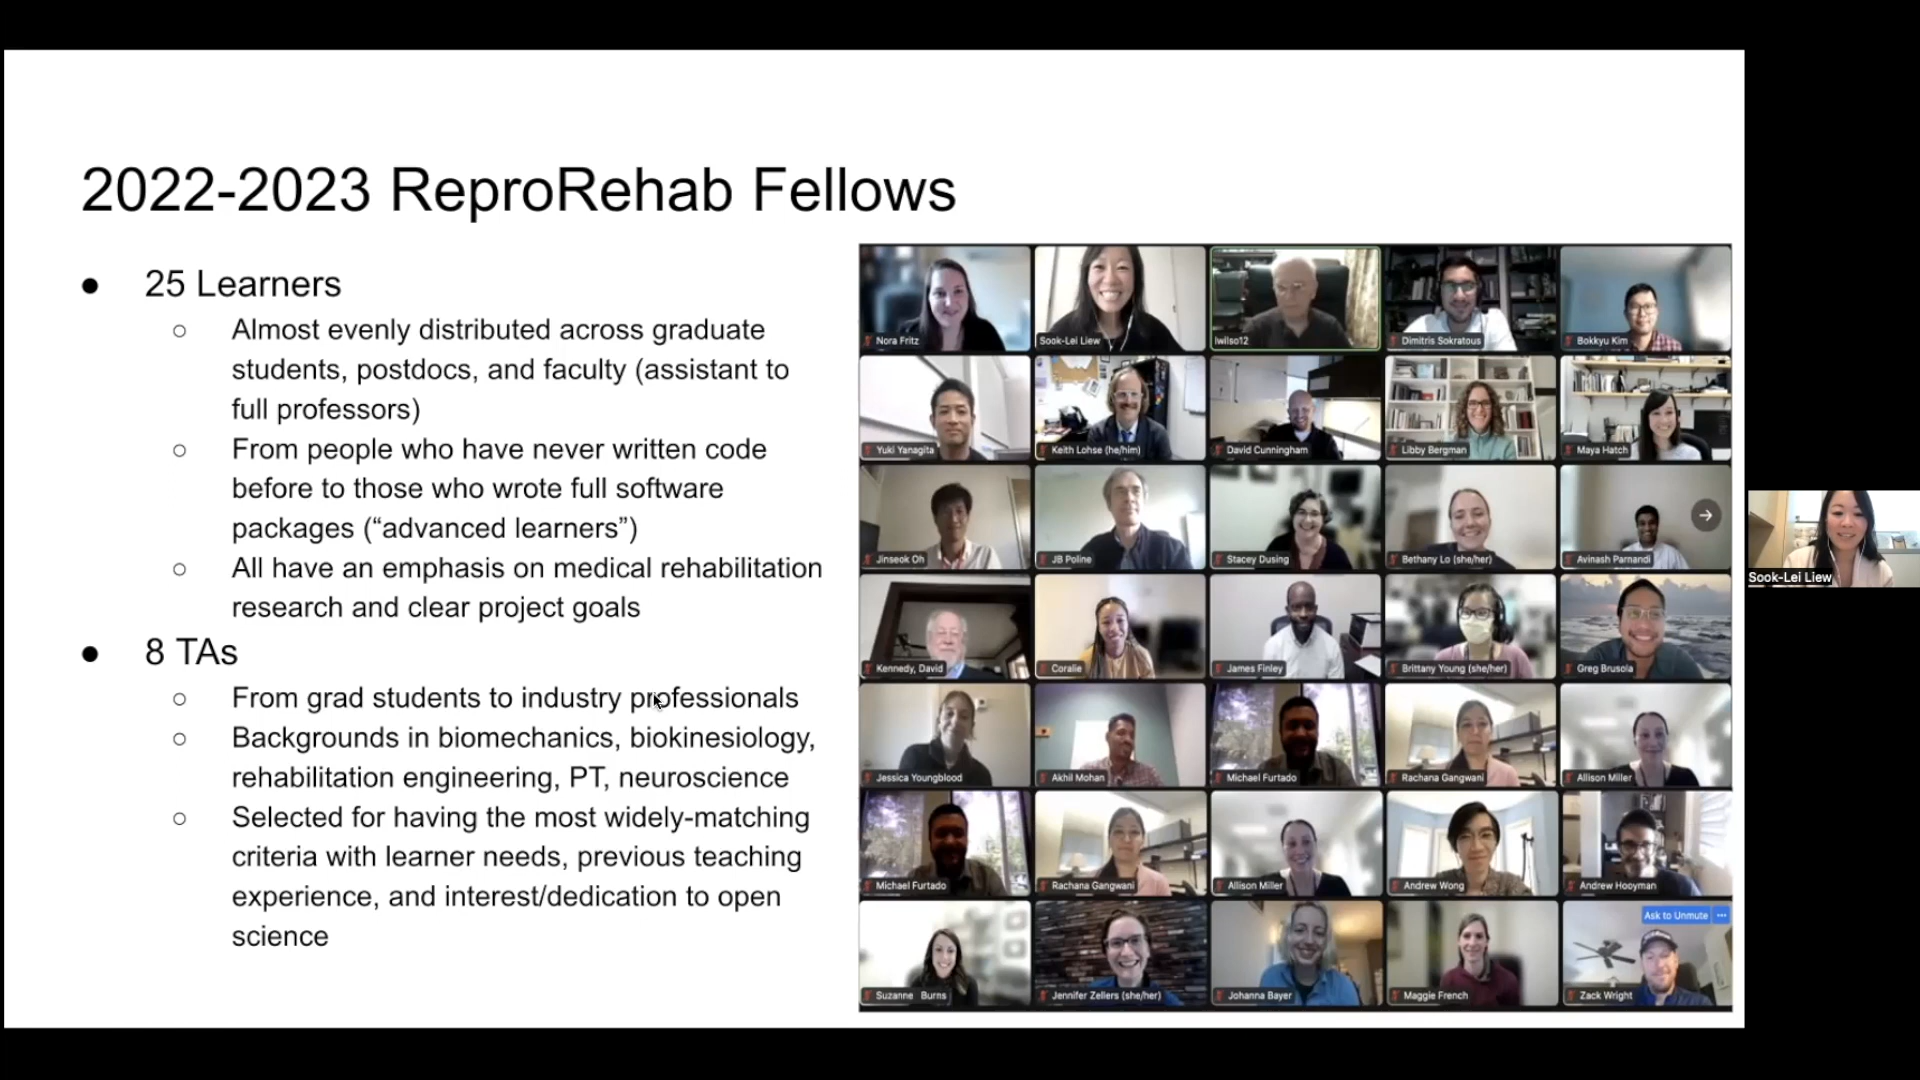 2022-2023 ReproRehab Fellows
● 25 Learners
○ Almost evenly distributed across graduate
students, postdocs, and faculty (assistant to
full professors)
○ From people who have never written code
before to those who wrote full software
packages (“advanced learners”)
○ All have an emphasis on medical rehabilitation
research and clear project goals
● 8 TAs
○ From grad students to industry professionals
○ Backgrounds in biomechanics, biokinesiology,
rehabilitation engineering, PT, neuroscience
○ Selected for having the most widely-matching
criteria with learner needs, previous teaching
experience, and interest/dedication to open
science
Nora Fritz
Sook-Lei Liew
lwilso12
Dimitris Sokratous
Bokkyu Kim
Yuki Yanagita
Keith Lohse (he/him)
David Cunningham
Libby Bergman
Maya Hatch
Jinseok Oh
JB Poline
Stacey Dusing
Bethany Lo (she/her)
Avinash Parnandi
Kennedy, David
Coralie
James Finley
Brittany Young (she/her)
Greg Brusola
Jessica Youngblood
Akhil Mohan
Michael Furtado
Rachana Gangwani
Allison Miller
Michael Furtado
Rachana Gangwani
Allison Miller
Andrew Wong
Andrew Hooyman
Suzanne Burns
Jennifer Zellers (she/her)
Johanna Bayer
Maggie French
Ask to Unmute
Zack Wright
Sook-Lei Liew